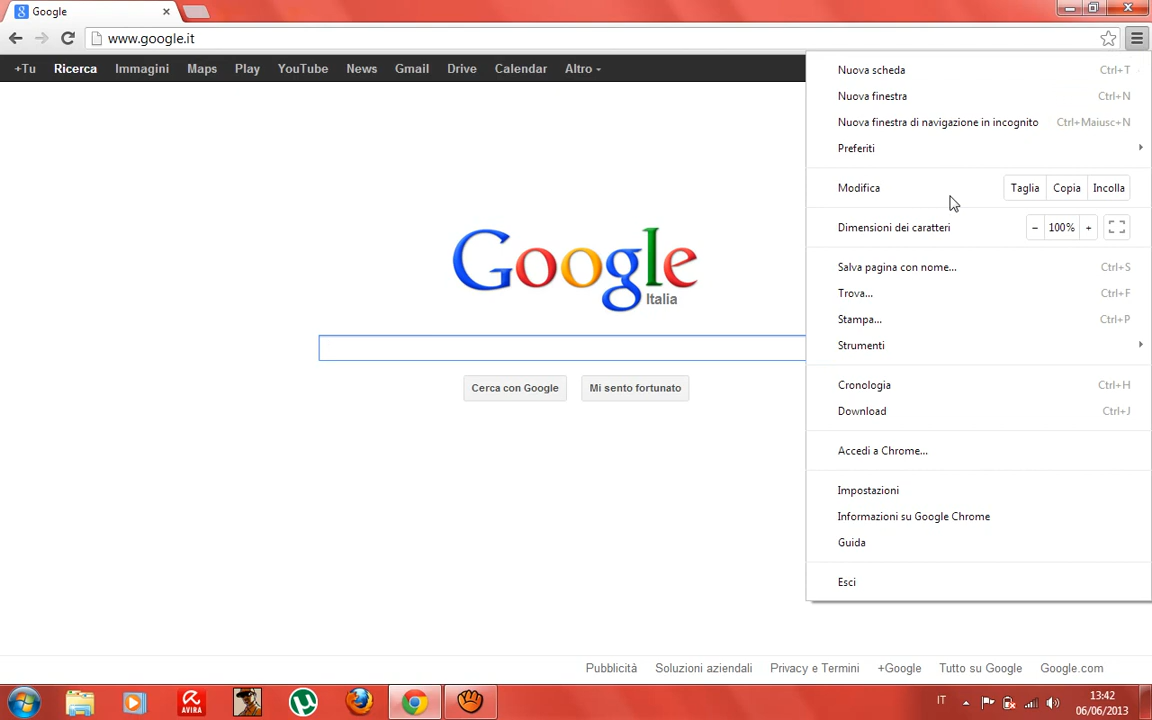 Google
www.google.it
+Tu Ricerca Immagini Maps Play YouTube News Gmail Drive Calendar Altro
Nuova scheda Ctrl+T
Nuova finestra Ctrl+N
Nuova finestra di navigazione in incognito Ctrl+Maiusc+N
Preferiti
Modifica Taglia Copia Incolla
Dimensioni dei caratteri − 100% +
Salva pagina con nome... Ctrl+S
Trova... Ctrl+F
Stampa... Ctrl+P
Strumenti
Cronologia Ctrl+H
Download Ctrl+J
Accedi a Chrome...
Impostazioni
Informazioni su Google Chrome
Guida
Esci
Google
Italia
Cerca con Google Mi sento fortunato
Pubblicità Soluzioni aziendali Privacy e Termini +Google Tutto su Google Google.com
AVIRA
IT
13:42
06/06/2013